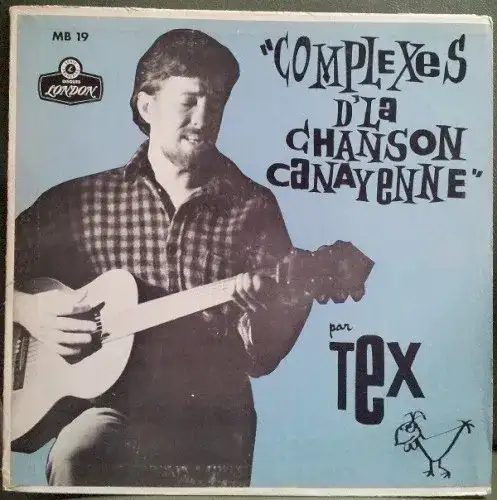 MB 19
DISQUES
LONDON
"COMPLEXES
D'LA
CHANSON
CANAYENNE"
par
TEX